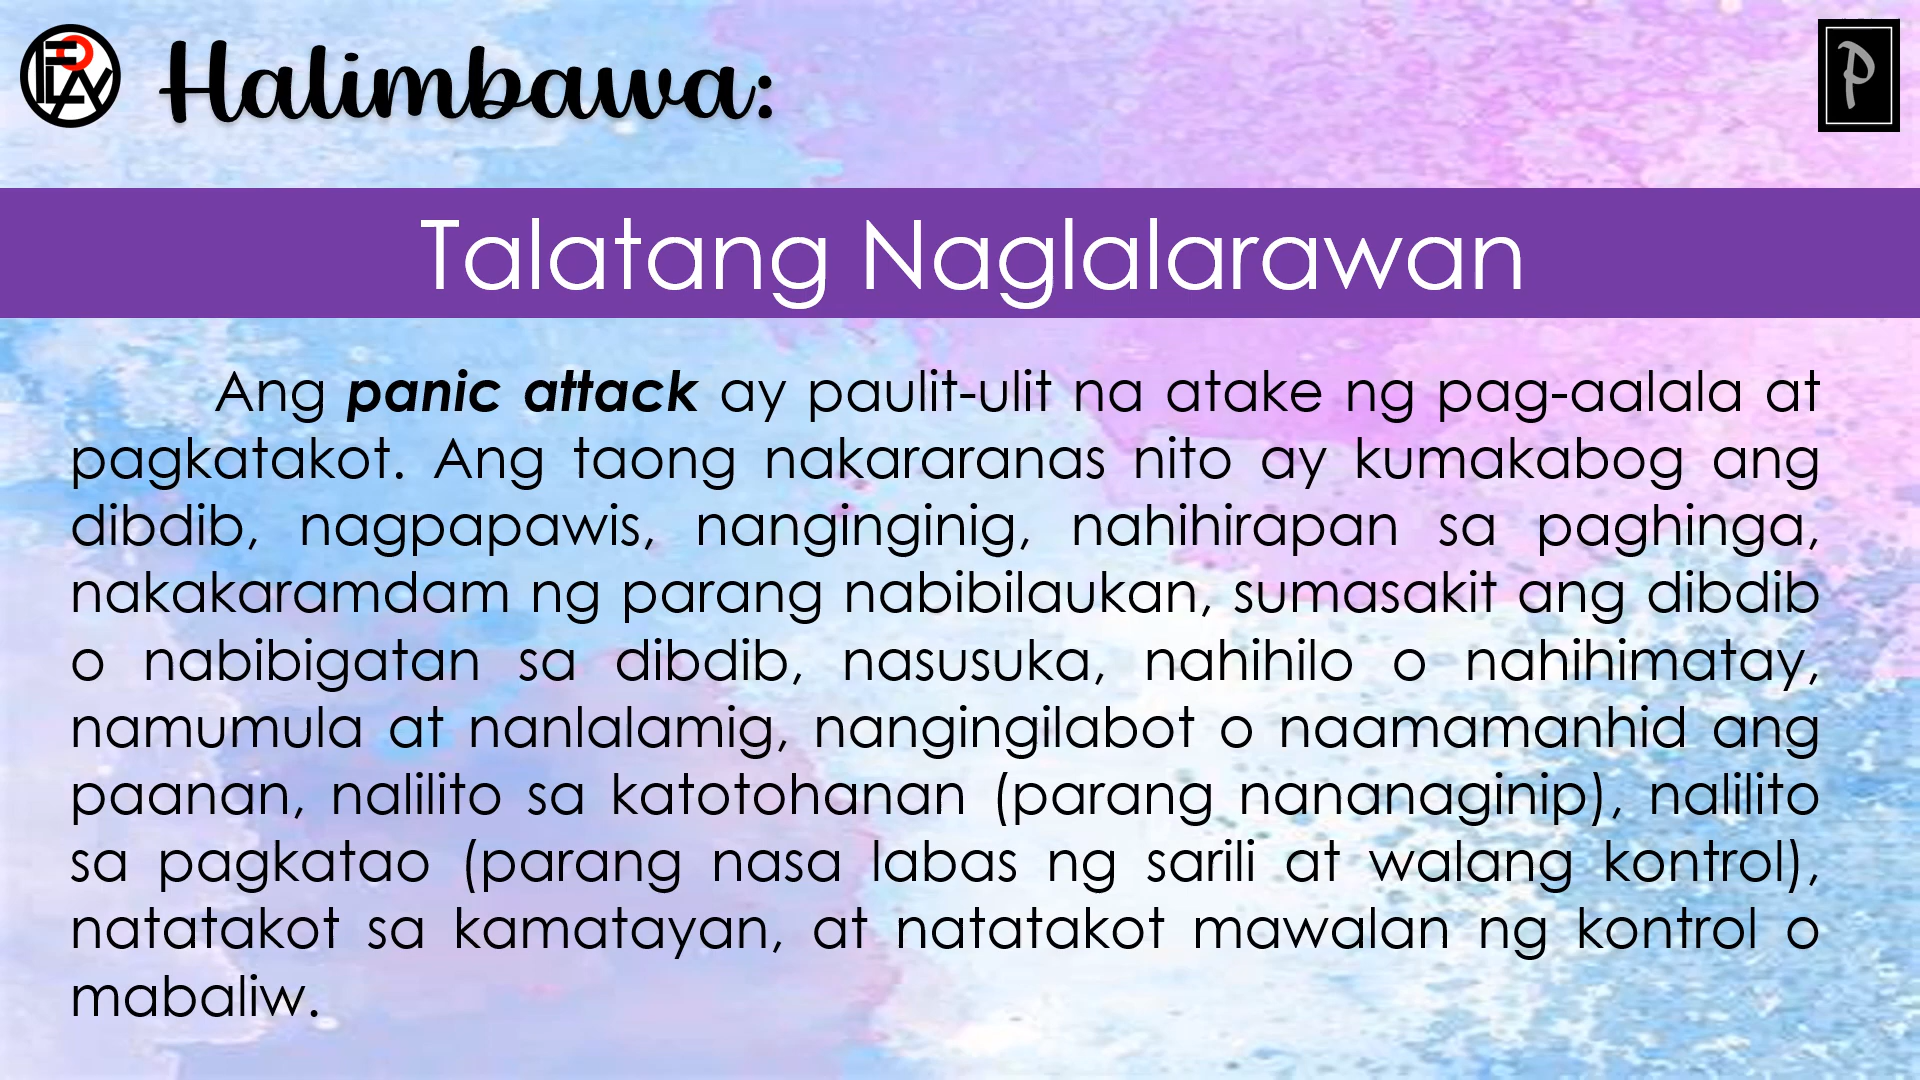 Halimbawa:
P
Talatang Naglalarawan
Ang panic attack ay paulit-ulit na atake ng pag-aalala at
pagkatakot. Ang taong nakararanas nito ay kumakabog ang
dibdib, nagpapawis, nanginginig, nahihirapan sa paghinga,
nakakaramdam ng parang nabibilaukan, sumasakit ang dibdib
o nabibigatan sa dibdib, nasusuka, nahihilo o nahihimatay,
namumula at nanlalamig, nangingilabot o naamamanhid ang
paanan, nalilito sa katotohanan (parang nananaginip), nalilito
sa pagkatao (parang nasa labas ng sarili at walang kontrol),
natatakot sa kamatayan, at natatakot mawalan ng kontrol o
mabaliw.